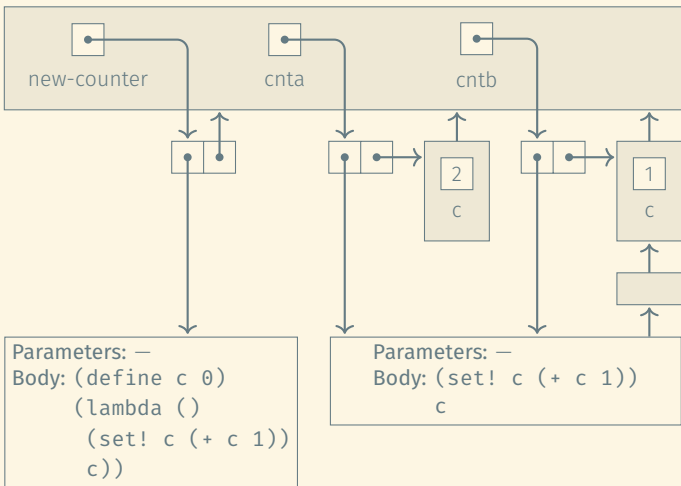 new-counter
cnta
cntb
2
c
1
c
Parameters: —
Body: (define c 0)
(lambda ()
(set! c (+ c 1))
c))
Parameters: —
Body: (set! c (+ c 1))
c